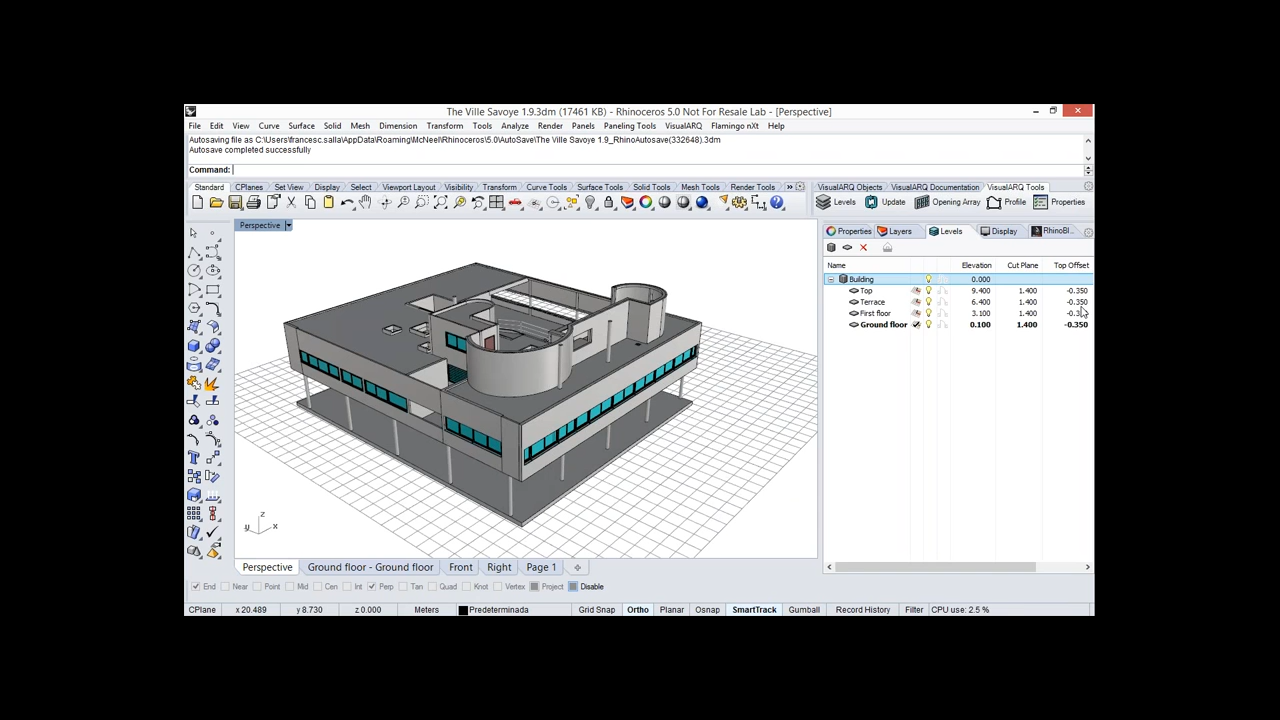 The Ville Savoye 1.9.3dm (17461 KB) - Rhinoceros 5.0 Not For Resale Lab - [Perspective]
File Edit View Curve Surface Solid Mesh Dimension Transform Tools Analyze Render Panels Paneling Tools VisualARQ Flamingo nXt Help
Autosaving file as C:\Users\francesc.salla\AppData\Roaming\McNeel\Rhinoceros\5.0\AutoSave\The Ville Savoye 1.9_RhinoAutosave(332648).3dm
Autosave completed successfully
Command:
Standard CPlanes Set View Display Select Viewport Layout Visibility Transform Curve Tools Surface Tools Solid Tools Mesh Tools Render Tools » VisualARQ Objects VisualARQ Documentation VisualARQ Tools
Levels Update Opening Array Profile Properties
Perspective
Properties Layers Levels Display RhinoBl...
Name Elevation Cut Plane Top Offset
Building 0.000
Top 9.400 1.400 -0.350
Terrace 6.400 1.400 -0.350
First floor 3.100 1.400
Ground floor 0.100 1.400 -0.350
z
y x
Perspective Ground floor - Ground floor Front Right Page 1
End Near Point Mid Cen Int Perp Tan Quad Knot Vertex Project Disable
CPlane x 20.489 y 8.730 z 0.000 Meters Predeterminada Grid Snap Ortho Planar Osnap SmartTrack Gumball Record History Filter CPU use: 2.5 %